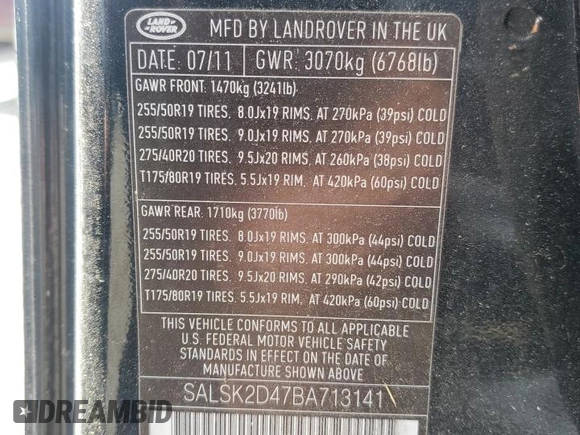 LAND
ROVER
MFD BY LANDROVER IN THE UK
DATE: 07/11 GWR: 3070kg (6768lb)
GAWR FRONT: 1470kg (3241lb)
255/50R19 TIRES. 8.0Jx19 RIMS, AT 270kPa (39psi) COLD
255/50R19 TIRES. 9.0Jx19 RIMS, AT 270kPa (39psi) COLD
275/40R20 TIRES. 9.5Jx20 RIMS, AT 260kPa (38psi) COLD
T175/80R19 TIRES, 5.5Jx19 RIM, AT 420kPa (60psi) COLD
GAWR REAR: 1710kg (3770lb)
255/50R19 TIRES. 8.0Jx19 RIMS, AT 300kPa (44psi) COLD
255/50R19 TIRES. 9.0Jx19 RIMS, AT 300kPa (44psi) COLD
275/40R20 TIRES. 9.5Jx20 RIMS, AT 290kPa (42psi) COLD
T175/80R19 TIRES, 5.5Jx19 RIM, AT 420kPa (60psi) COLD
THIS VEHICLE CONFORMS TO ALL APPLICABLE
U.S FEDERAL MOTOR VEHICLE SAFETY
STANDARDS IN EFFECT ON THE DATE OF
MANUFACTURE SHOWN ABOVE
SALSK2D47BA713141
DREAMBID